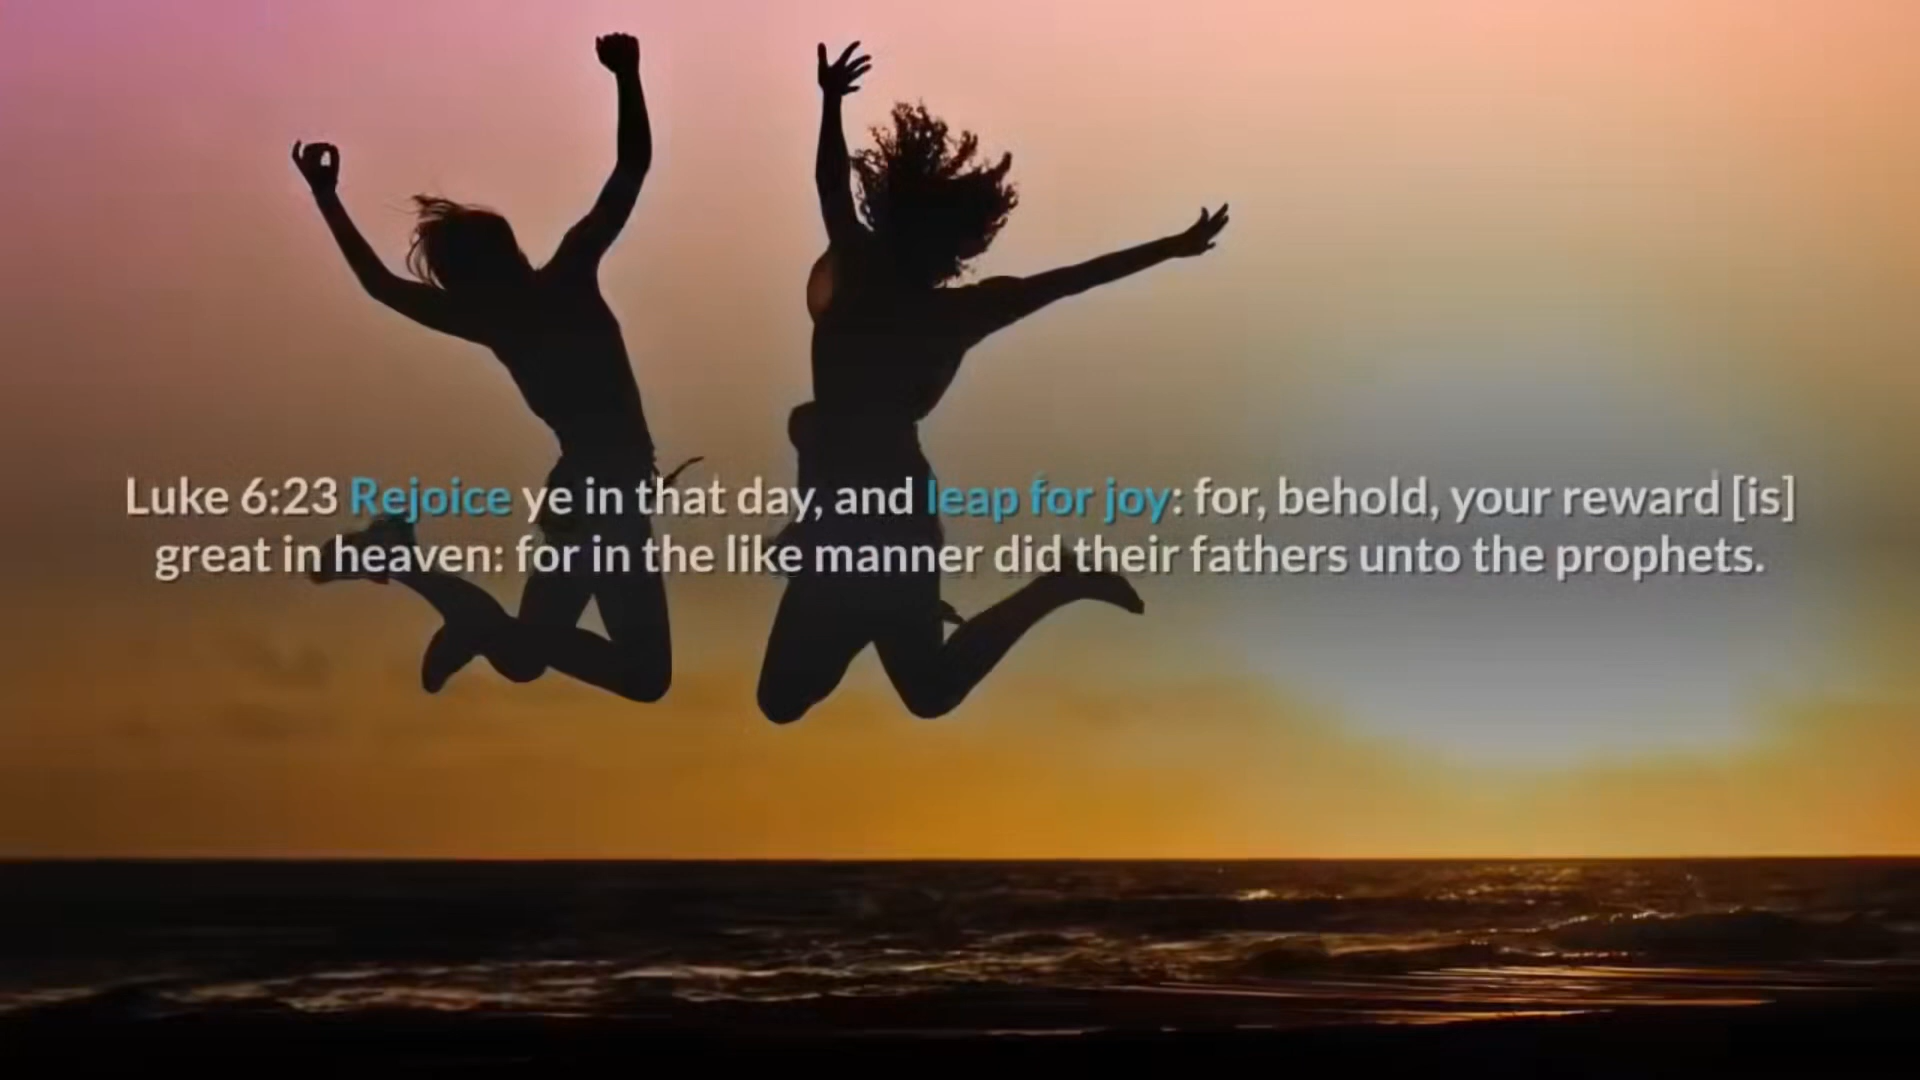 Luke 6:23 Rejoice ye in that day, and leap for joy: for, behold, your reward [is]
great in heaven: for in the like manner did their fathers unto the prophets.